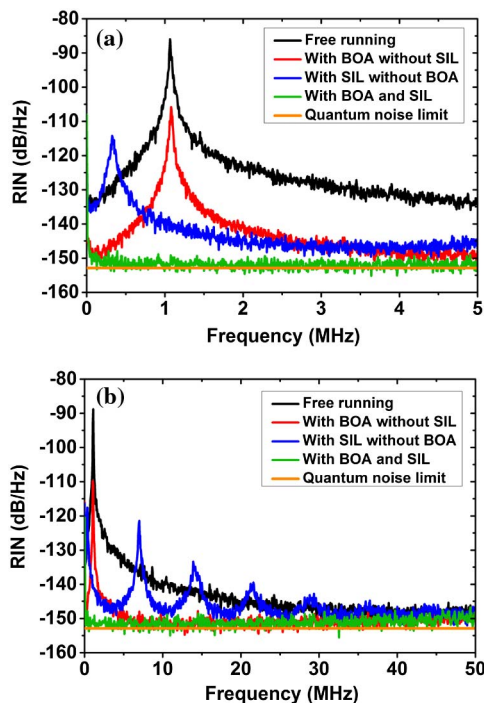 (a)
Free running
With BOA without SIL
With SIL without BOA
With BOA and SIL
Quantum noise limit
RIN (dB/Hz)
-80
-90
-100
-110
-120
-130
-140
-150
-160
0 1 2 3 4 5
Frequency (MHz)
(b)
Free running
With BOA without SIL
With SIL without BOA
With BOA and SIL
Quantum noise limit
RIN (dB/Hz)
-80
-90
-100
-110
-120
-130
-140
-150
-160
0 10 20 30 40 50
Frequency (MHz)